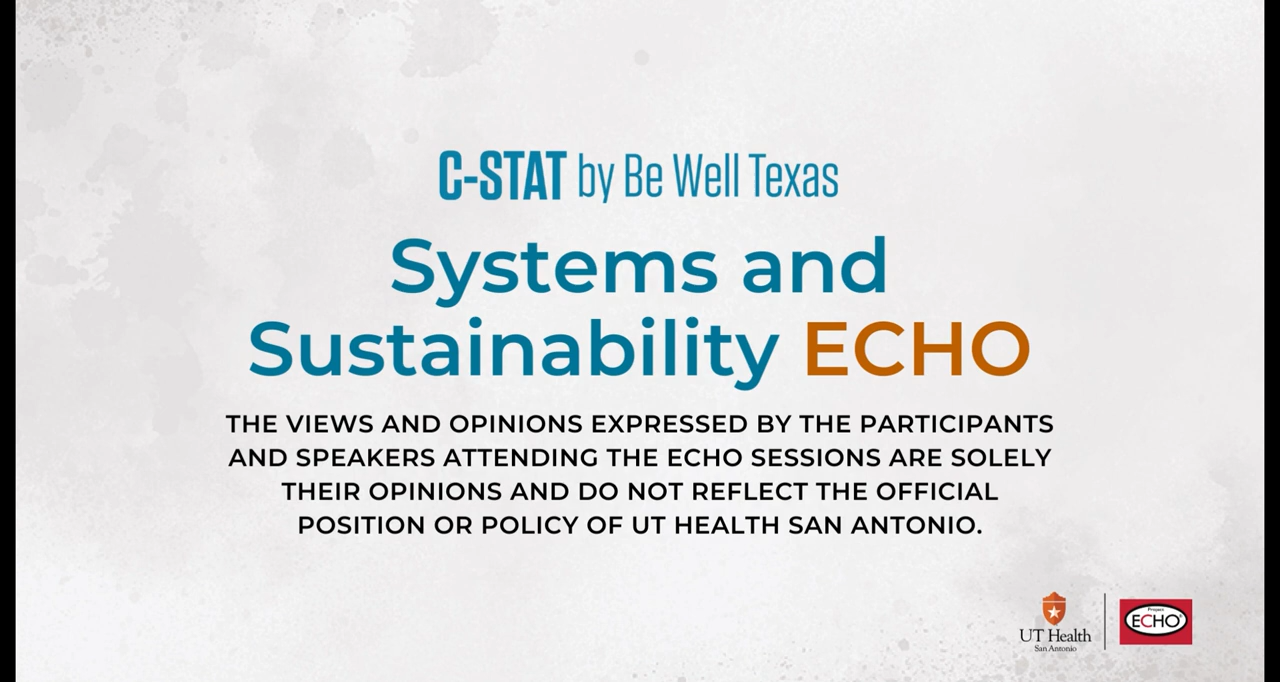 C-STAT by Be Well Texas
Systems and
Sustainability ECHO
THE VIEWS AND OPINIONS EXPRESSED BY THE PARTICIPANTS
AND SPEAKERS ATTENDING THE ECHO SESSIONS ARE SOLELY
THEIR OPINIONS AND DO NOT REFLECT THE OFFICIAL
POSITION OR POLICY OF UT HEALTH SAN ANTONIO.
UT Health
San Antonio
Project
ECHO®